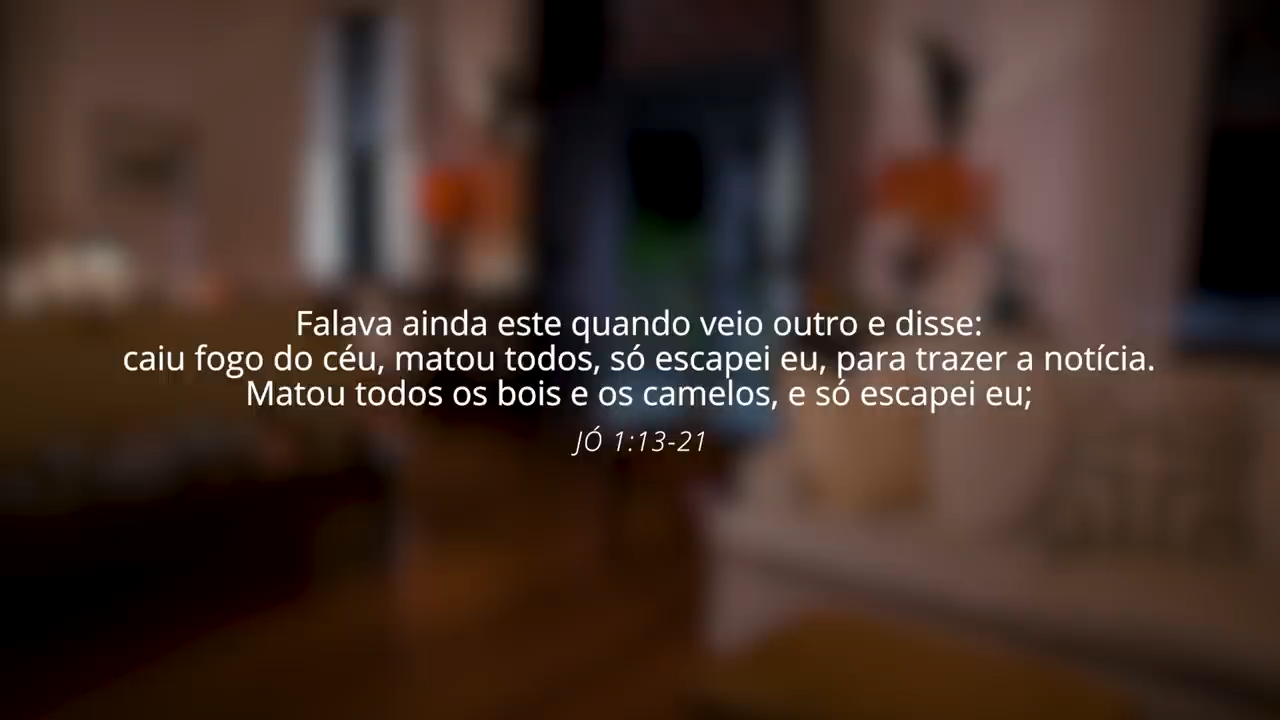 Falava ainda este quando veio outro e disse:
caiu fogo do céu, matou todos, só escapei eu, para trazer a notícia.
Matou todos os bois e os camelos, e só escapei eu;
JÓ 1:13-21